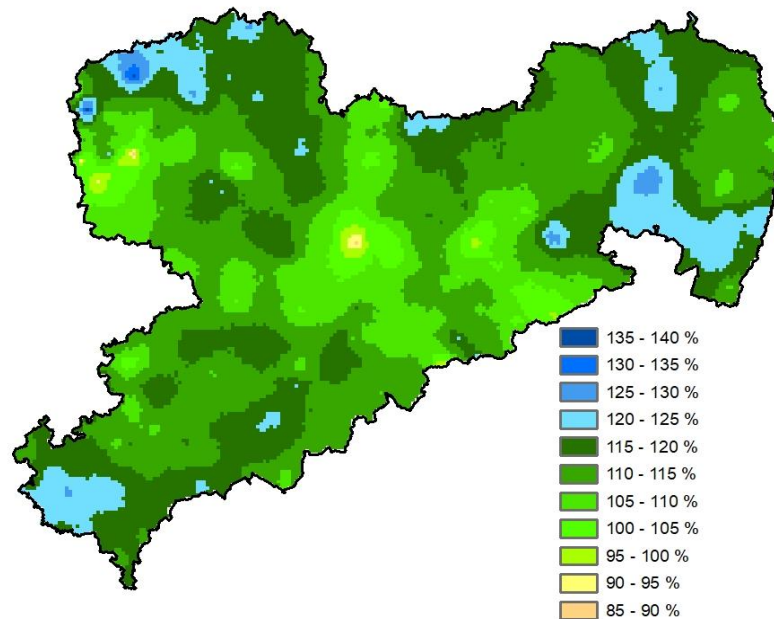 135 - 140 %
130 - 135 %
125 - 130 %
120 - 125 %
115 - 120 %
110 - 115 %
105 - 110 %
100 - 105 %
95 - 100 %
90 - 95 %
85 - 90 %